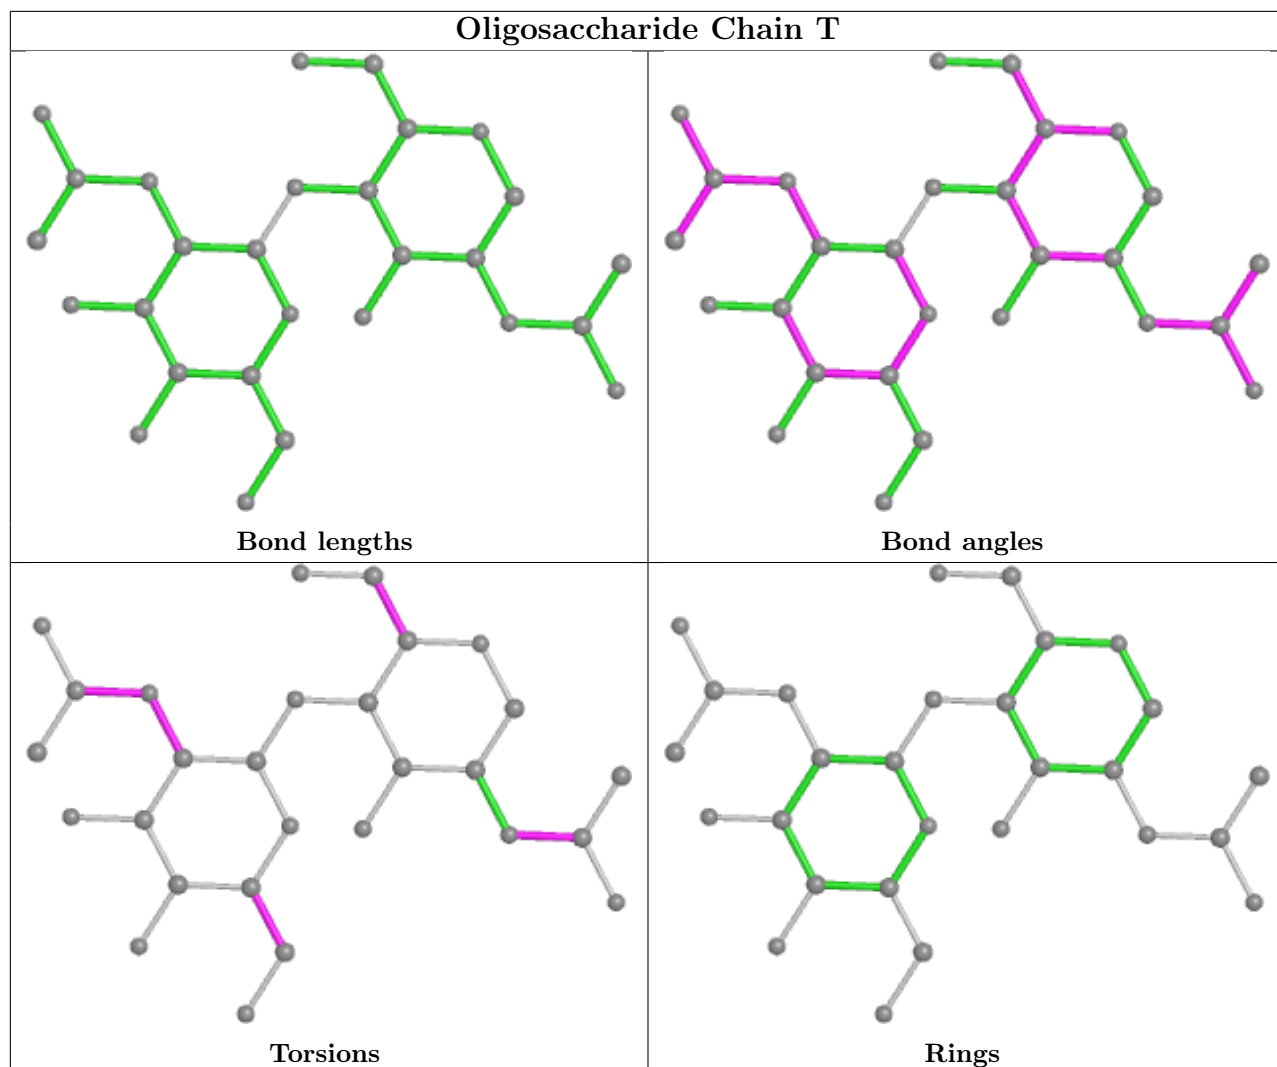 Oligosaccharide Chain T
Bond lengths
Bond angles
Torsions
Rings